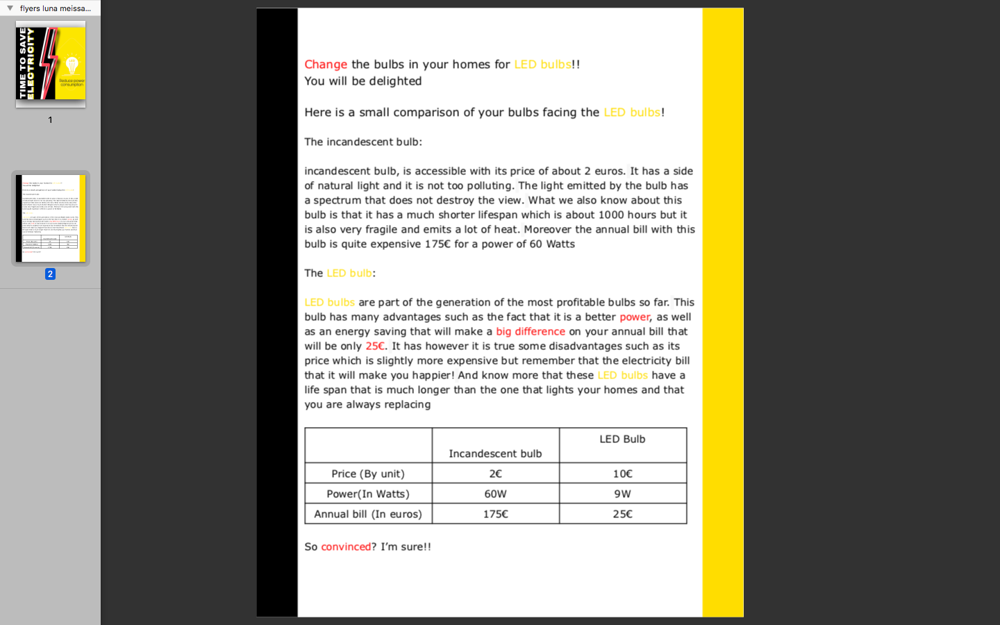 flyers luna meissa...
TIME TO SAVE
ELECTRICITY
Reduce power
consumption
1
2
Change the bulbs in your homes for LED bulbs!!
You will be delighted
Here is a small comparison of your bulbs facing the LED bulbs!
The incandescent bulb:
incandescent bulb, is accessible with its price of about 2 euros. It has a side
of natural light and it is not too polluting. The light emitted by the bulb has
a spectrum that does not destroy the view. What we also know about this
bulb is that it has a much shorter lifespan which is about 1000 hours but it
is also very fragile and emits a lot of heat. Moreover the annual bill with this
bulb is quite expensive 175€ for a power of 60 Watts
The LED bulb:
LED bulbs are part of the generation of the most profitable bulbs so far. This
bulb has many advantages such as the fact that it is a better power, as well
as an energy saving that will make a big difference on your annual bill that
will be only 25€. It has however it is true some disadvantages such as its
price which is slightly more expensive but remember that the electricity bill
that it will make you happier! And know more that these LED bulbs have a
life span that is much longer than the one that lights your homes and that
you are always replacing
Incandescent bulb LED Bulb
Price (By unit) 2€ 10€
Power(In Watts) 60W 9W
Annual bill (In euros) 175€ 25€
So convinced? I'm sure!!